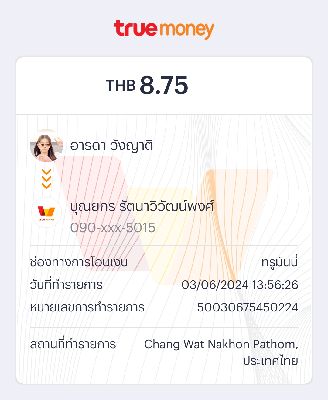 truemoney
THB 8.75
อารดา วังญาติ
บุณยกร รัตนาวิวัฒน์พงศ์
090-xxx-5015
ช่องทางการโอนเงิน ทรูมันนี่
วันที่ทำรายการ 03/06/2024 13:56:26
หมายเลขการทำรายการ 50030675450224
สถานที่ทำรายการ Chang Wat Nakhon Pathom,
ประเทศไทย